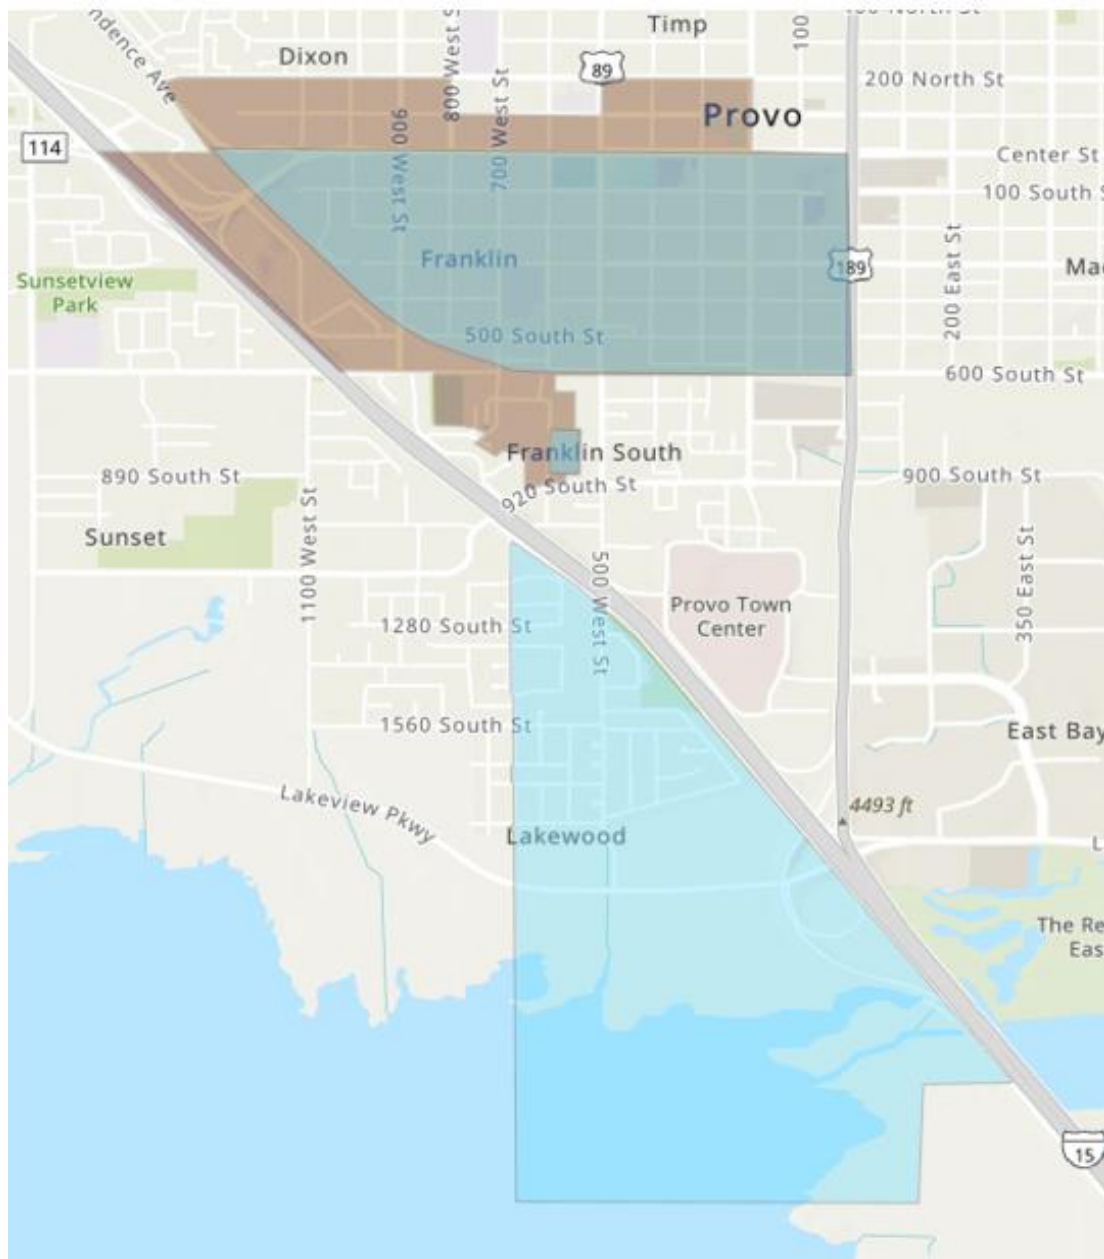 Timp
100
Dixon
800 West S
89
200 North St
Provo
114
900 West St
700 West St
Center St
100 South S
Franklin
189
200 East St
Sunsetview
Park
500 South St
600 South St
Franklin South
890 South St
920 South St
900 South St
Sunset
1100 West St
500 West St
350 East St
Provo Town
Center
1280 South St
1560 South St
East Bay
Lakeview Pkwy
4493 ft
Lakewood
The Re
Eas
15